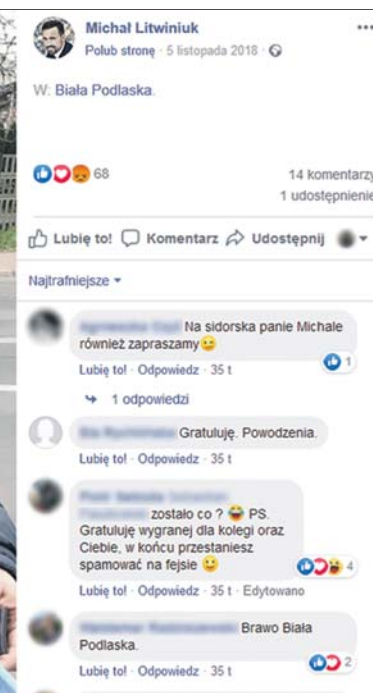 Michał Litwiniuk
Polub stronę · 5 listopada 2018 ·
W: Biała Podlaska.
68
14 komentarzy
1 udostępnienie
Lubię to! Komentarz Udostępnij
Najtrafniejsze
Na sidorska panie Michale
również zapraszamy
1
Lubię to! · Odpowiedz · 35 t
1 odpowiedzi
Gratuluję. Powodzenia.
Lubię to! · Odpowiedz · 35 t
zostało co ? PS.
Gratuluję wygranej dla kolegi oraz
Ciebie, w końcu przestaniesz
spamować na fejsie
4
Lubię to! · Odpowiedz · 35 t · Edytowano
Brawo Biała
Podlaska.
2
Lubię to! · Odpowiedz · 35 t